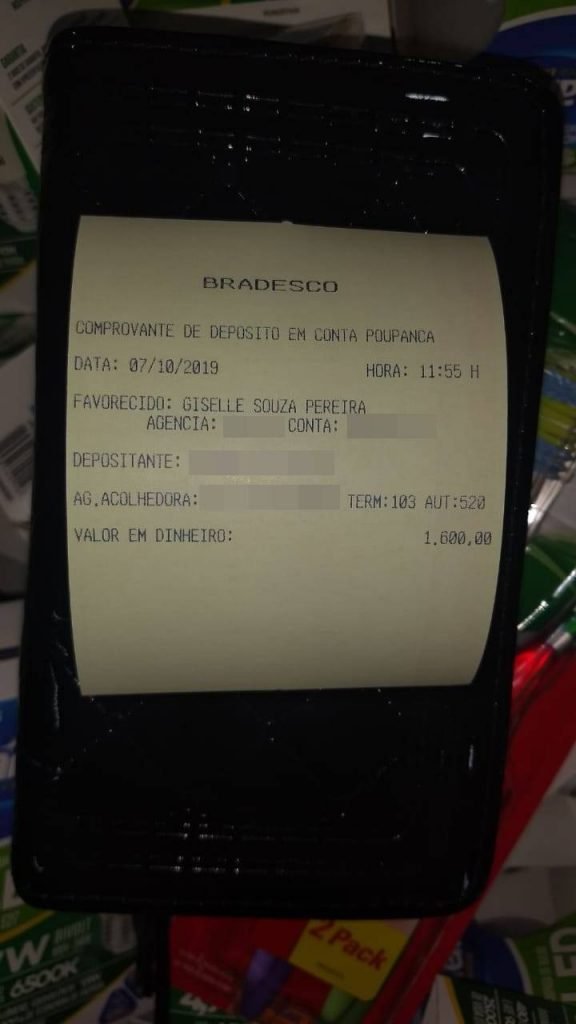 BRADESCO
COMPROVANTE DE DEPOSITO EM CONTA POUPANCA
DATA: 07/10/2019 HORA: 11:55 H
FAVORECIDO: GISELLE SOUZA PEREIRA
AGENCIA: CONTA:
DEPOSITANTE:
AG.ACOLHEDORA: TERM:103 AUT:520
VALOR EM DINHEIRO: 1.600,00
2 Pack
6500K